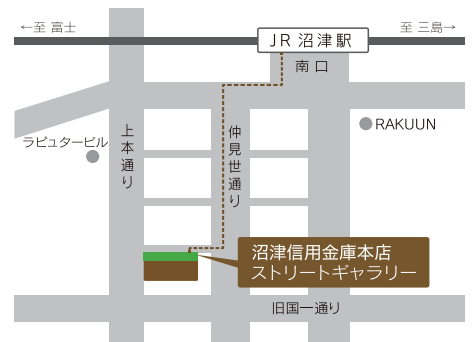 ←至 富士
至 三島→
JR 沼津駅
南口
RAKUUN
ラピュタービル
上本通り
仲見世通り
沼津信用金庫本店
ストリートギャラリー
旧国一通り